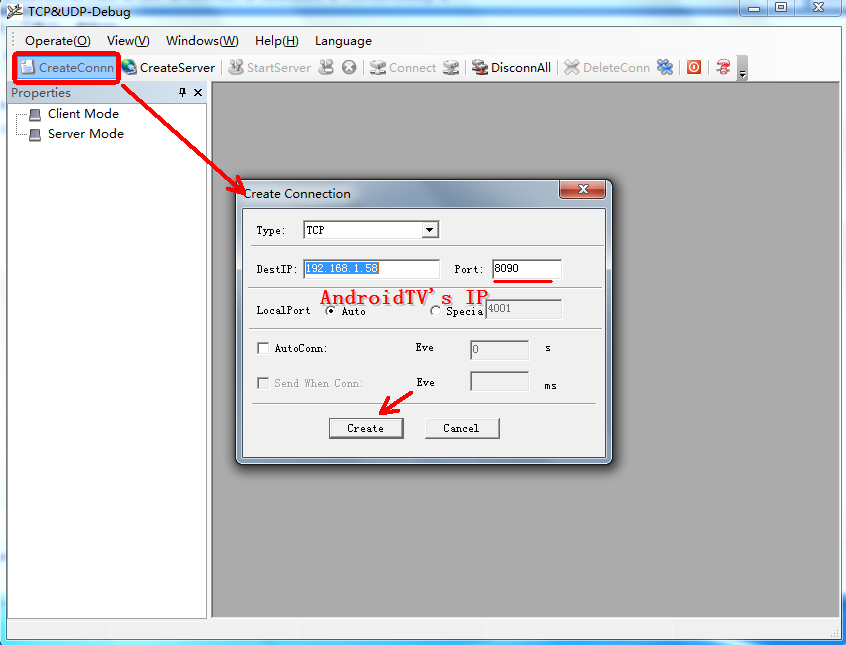 TCP&UDP-Debug
Operate(O) View(V) Windows(W) Help(H) Language
CreateConnn CreateServer StartServer Connect DisconnAll DeleteConn
Properties
Client Mode
Server Mode
Create Connection
Type: TCP
DestIP: 192.168.1.58 Port: 8090
AndroidTV's IP
LocalPort Auto Specia 4001
AutoConn: Eve 0 s
Send When Conn: Eve ms
Create Cancel